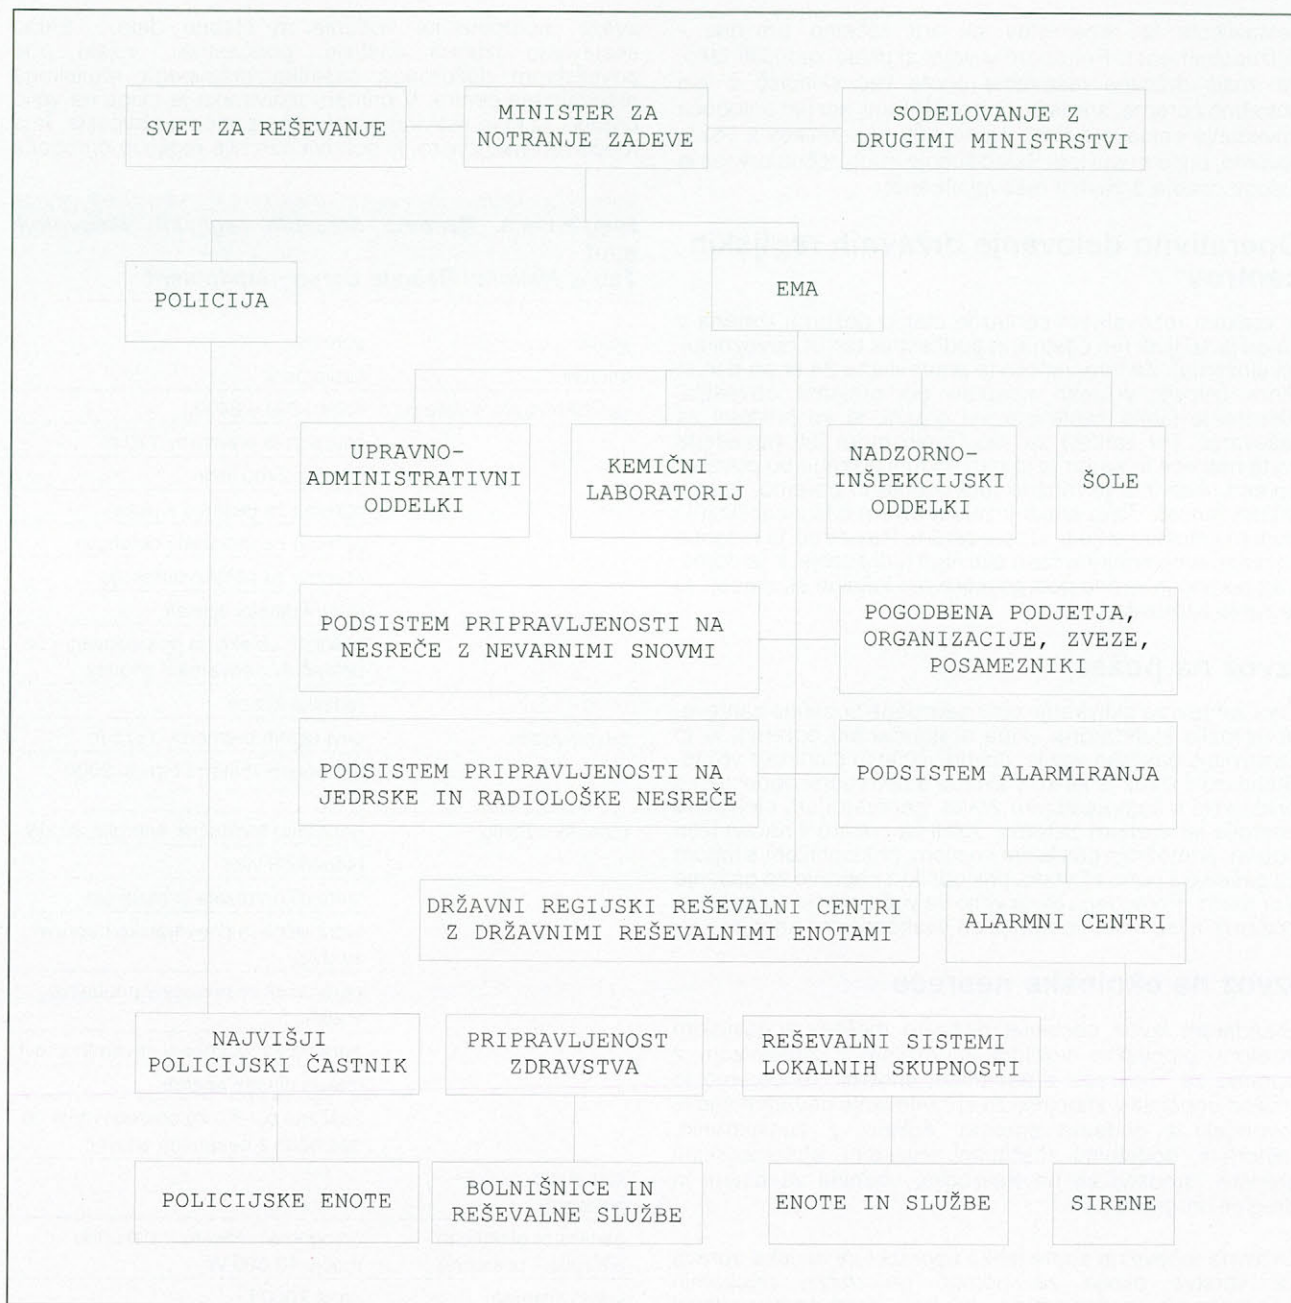 SVET ZA REŠEVANJE
MINISTER ZA
NOTRANJE ZADEVE
SODELOVANJE Z
DRUGIMI MINISTRSTVI
POLICIJA
EMA
UPRAVNO-
ADMINISTRATIVNI
ODDELKI
KEMIČNI
LABORATORIJ
NADZORNO-
INŠPEKCIJSKI
ODDELKI
ŠOLE
PODSISTEM PRIPRAVLJENOSTI NA
NESREČE Z NEVARNIMI SNOVMI
POGODBENA PODJETJA,
ORGANIZACIJE, ZVEZE,
POSAMEZNIKI
PODSISTEM PRIPRAVLJENOSTI NA
JEDRSKE IN RADIOLOŠKE NESREČE
PODSISTEM ALARMIRANJA
DRŽAVNI REGIJSKI REŠEVALNI CENTRI
Z DRŽAVNIMI REŠEVALNIMI ENOTAMI
ALARMNI CENTRI
NAJVIŠJI
POLICIJSKI ČASTNIK
PRIPRAVLJENOST
ZDRAVSTVA
REŠEVALNI SISTEMI
LOKALNIH SKUPNOSTI
POLICIJSKE ENOTE
BOLNIŠNICE IN
REŠEVALNE SLUŽBE
ENOTE IN SLUŽBE
SIRENE